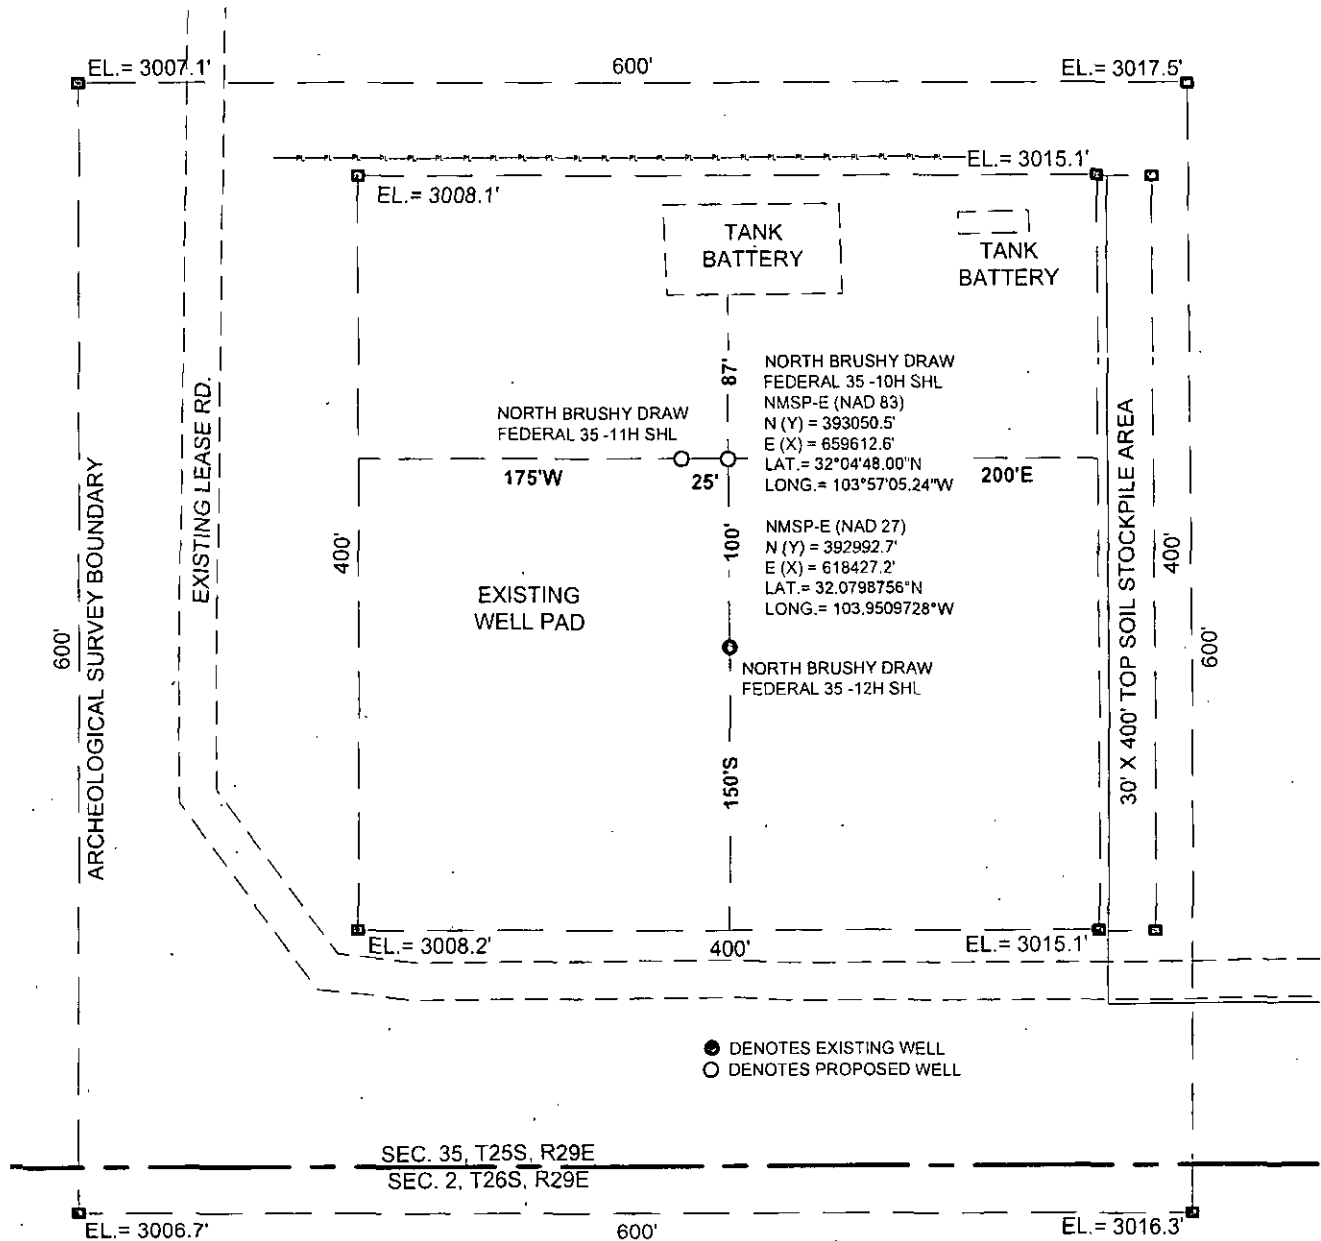 EL.= 3007.1'
600'
EL.= 3017.5'
EL.= 3015.1'
EL.= 3008.1'
TANK
BATTERY
TANK
BATTERY
87'
NORTH BRUSHY DRAW
FEDERAL 35 -10H SHL
NMSP-E (NAD 83)
N (Y) = 393050.5'
E (X) = 659612.6'
LAT.= 32°04'48.00"N
LONG.= 103°57'05.24"W
NORTH BRUSHY DRAW
FEDERAL 35 -11H SHL
175'W
25'
200'E
EXISTING LEASE RD.
ARCHEOLOGICAL SURVEY BOUNDARY
600'
400'
100'
NMSP-E (NAD 27)
N (Y) = 392992.7'
E (X) = 618427.2'
LAT.= 32.0798756°N
LONG.= 103.9509728°W
EXISTING
WELL PAD
30' X 400' TOP SOIL STOCKPILE AREA
400'
600'
NORTH BRUSHY DRAW
FEDERAL 35 -12H SHL
150'S
EL.= 3008.2'
400'
EL.= 3015.1'
DENOTES EXISTING WELL
DENOTES PROPOSED WELL
SEC. 35, T25S, R29E
SEC. 2, T26S, R29E
EL.= 3006.7'
600'
EL.= 3016.3'